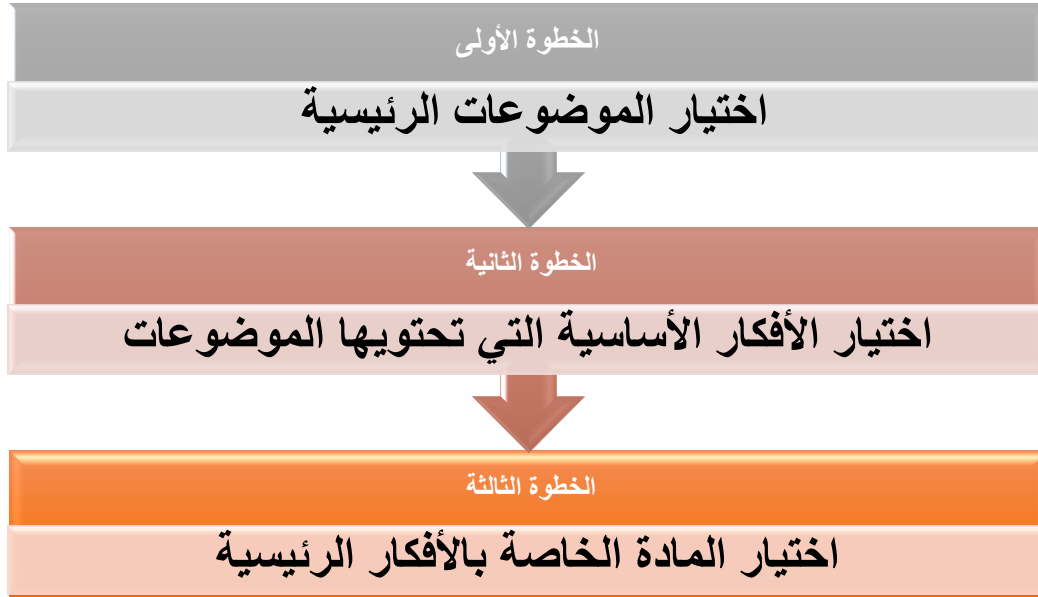 الخطوة الأولى
اختيار الموضوعات الرئيسية
الخطوة الثانية
اختيار الأفكار الأساسية التي تحتويها الموضوعات
الخطوة الثالثة
اختيار المادة الخاصة بالأفكار الرئيسية